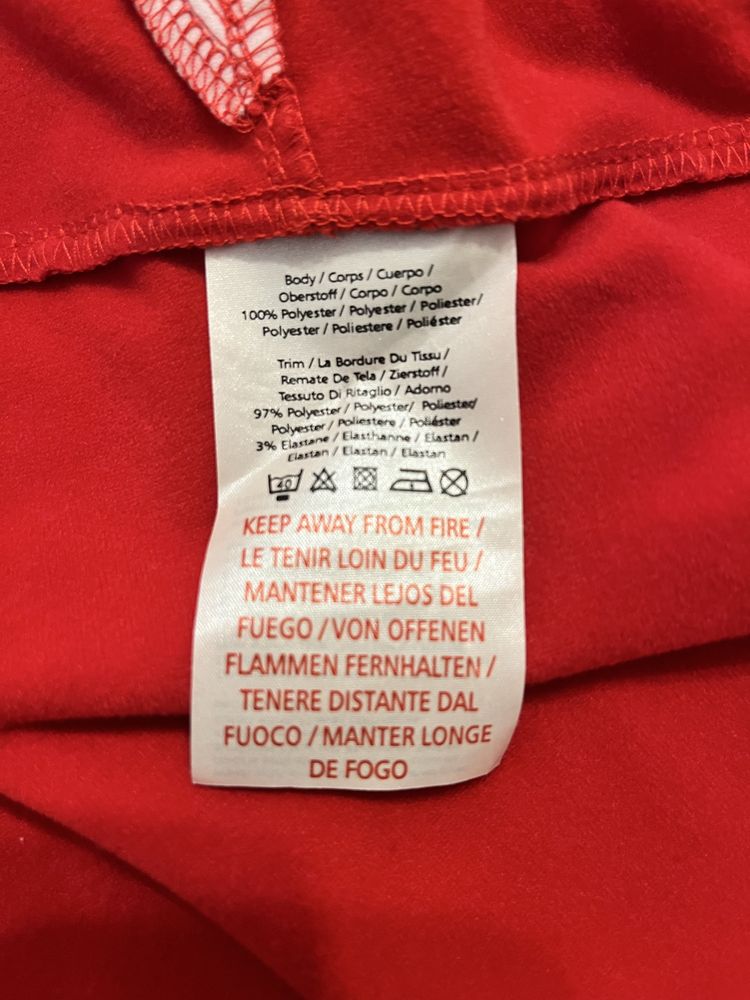 Body / Corps / Cuerpo /
Oberstoff / Corpo / Corpo
100% Polyester / Polyester / Poliester/
Polyester / Poliestere / Poliéster
Trim / La Bordure Du Tissu /
Remate De Tela / Zierstoff /
Tessuto Di Ritaglio / Adorno
97% Polyester / Polyester/ Poliester/
Polyester / Poliestere / Poliéster
3% Elastane / Elasthanne / Elastan /
Elastan / Elastan / Elastan
40
KEEP AWAY FROM FIRE /
LE TENIR LOIN DU FEU /
MANTENER LEJOS DEL
FUEGO / VON OFFENEN
FLAMMEN FERNHALTEN /
TENERE DISTANTE DAL
FUOCO / MANTER LONGE
DE FOGO